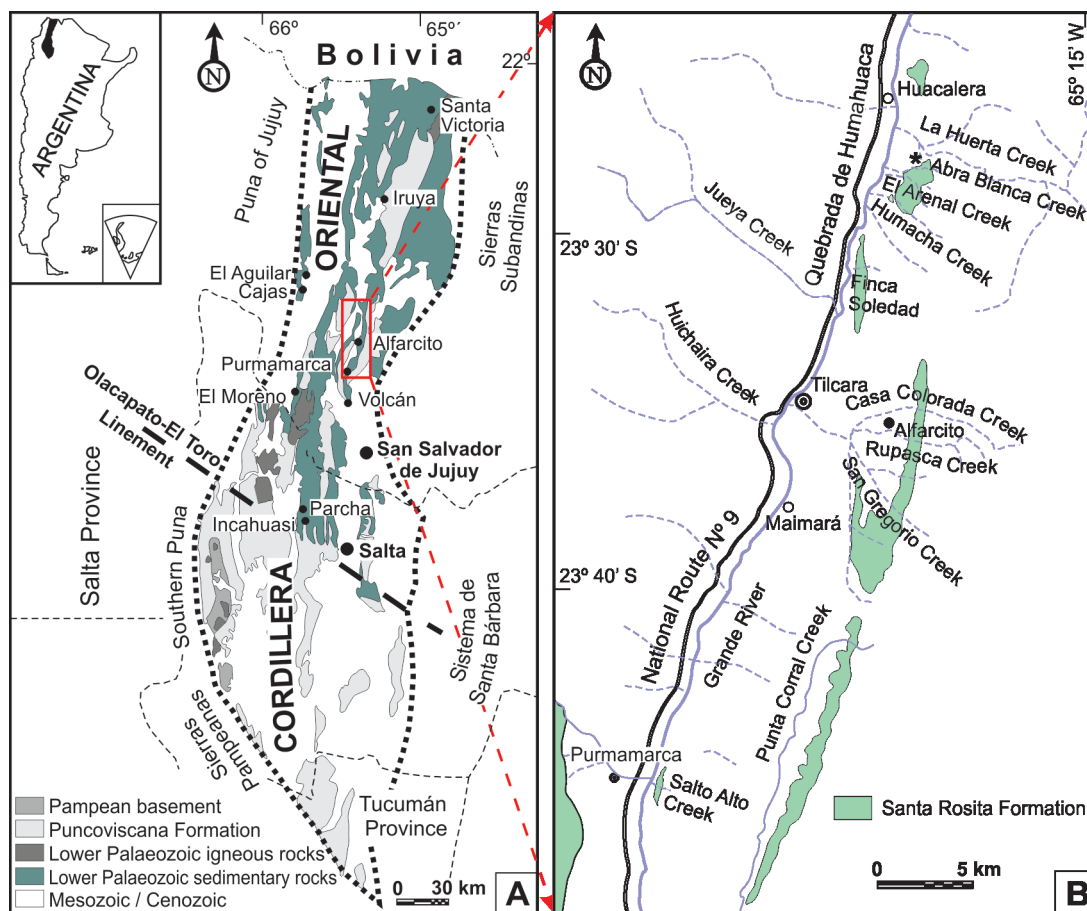 66°
65°
Bolivia
22°
N
ARGENTINA
Puna of Jujuy
ORIENTAL
Santa
Victoria
Iruya
Sierras
Subandinas
El Aguilar
Cajas
Alfarcito
Purmamarca
El Moreno
Volcán
Olacapato-El Toro
Linement
San Salvador
de Jujuy
Salta Province
Incahuasi
Parcha
Salta
Southern Puna
CORDILLERA
Sistema de
Santa Bárbara
Sierras
Pampeanas
Tucumán
Province
Pampean basement
Puncoviscana Formation
Lower Palaeozoic igneous rocks
Lower Palaeozoic sedimentary rocks
Mesozoic / Cenozoic
0 30 km
A
N
65º 15’ W
Quebrada de Humahuaca
Huacalera
La Huerta Creek
*
Abra Blanca Creek
El Arenal Creek
Humacha Creek
Jueya Creek
23º 30’ S
Finca
Soledad
Huichaira Creek
Tilcara
Casa Colorada Creek
Alfarcito
Rupasca Creek
San Gregorio Creek
Maimará
23º 40’ S
National Route Nº 9
Grande River
Punta Corral Creek
Purmamarca
Salto Alto
Creek
Santa Rosita Formation
0 5 km
B